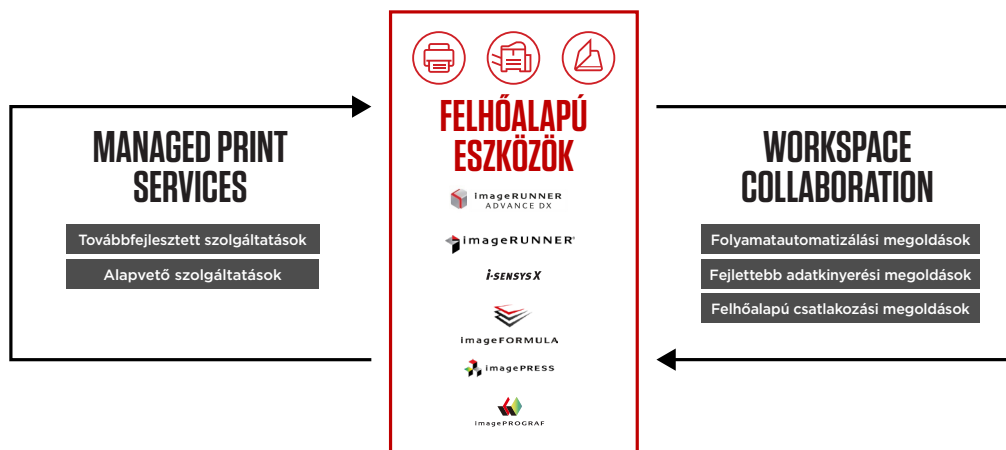 MANAGED PRINT
SERVICES
Továbbfejlesztett szolgáltatások
Alapvető szolgáltatások
FELHŐALAPÚ
ESZKÖZÖK
imageRUNNER
ADVANCE DX
imageRUNNER
i-SENSYS X
imageFORMULA
imagePRESS
imagePROGRAF
WORKSPACE
COLLABORATION
Folyamatautomatizálási megoldások
Fejlettebb adatkinyerési megoldások
Felhőalapú csatlakozási megoldások